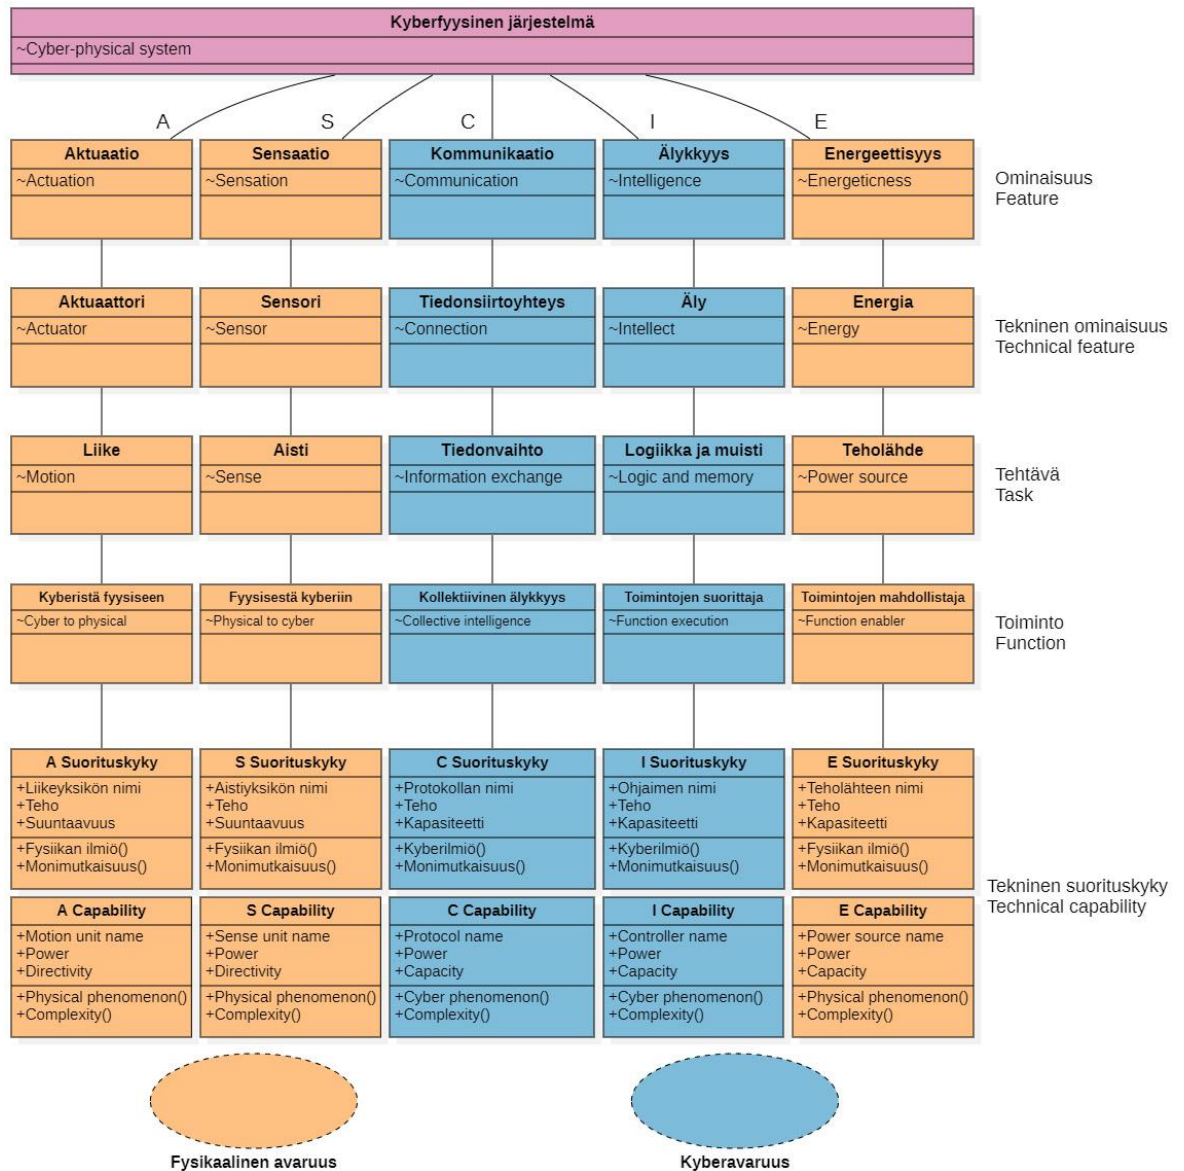 Kyberfyysinen järjestelmä
~Cyber-physical system
A
S
C
I
E
Aktuaatio
~Actuation
Sensaatio
~Sensation
Kommunikaatio
~Communication
Älykkyys
~Intelligence
Energeettisyys
~Energeticness
Ominaisuus
Feature
Aktuaattori
~Actuator
Sensori
~Sensor
Tiedonsiirtoyhteys
~Connection
Äly
~Intellect
Energia
~Energy
Tekninen ominaisuus
Technical feature
Liike
~Motion
Aisti
~Sense
Tiedonvaihto
~Information exchange
Logiikka ja muisti
~Logic and memory
Teholähde
~Power source
Tehtävä
Task
Kyberistä fyysiseen
~Cyber to physical
Fyysisestä kyberiin
~Physical to cyber
Kollektiivinen älykkyys
~Collective intelligence
Toimintojen suorittaja
~Function execution
Toimintojen mahdollistaja
~Function enabler
Toiminto
Function
A Suorituskyky
+Liikeyksikön nimi
+Teho
+Suuntaavuus
+Fysiikan ilmiö()
+Monimutkaisuus()
S Suorituskyky
+Aistiyksikön nimi
+Teho
+Suuntaavuus
+Fysiikan ilmiö()
+Monimutkaisuus()
C Suorituskyky
+Protokollan nimi
+Teho
+Kapasiteetti
+Kyberilmiö()
+Monimutkaisuus()
I Suorituskyky
+Ohjaimen nimi
+Teho
+Kapasiteetti
+Kyberilmiö()
+Monimutkaisuus()
E Suorituskyky
+Teholähteen nimi
+Teho
+Kapasiteetti
+Fysiikan ilmiö()
+Monimutkaisuus()
Tekninen suorituskyky
Technical capability
A Capability
+Motion unit name
+Power
+Directivity
+Physical phenomenon()
+Complexity()
S Capability
+Sense unit name
+Power
+Directivity
+Physical phenomenon()
+Complexity()
C Capability
+Protocol name
+Power
+Capacity
+Cyber phenomenon()
+Complexity()
I Capability
+Controller name
+Power
+Capacity
+Cyber phenomenon()
+Complexity()
E Capability
+Power source name
+Power
+Capacity
+Physical phenomenon()
+Complexity()
Fysikaalinen avaruus
Kyberavaruus